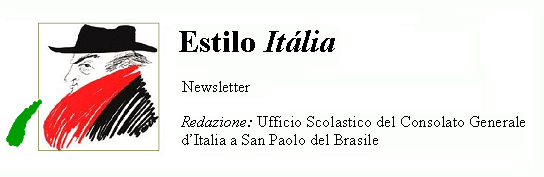 Estilo Itália
Newsletter
Redazione: Ufficio Scolastico del Consolato Generale
d'Italia a San Paolo del Brasile